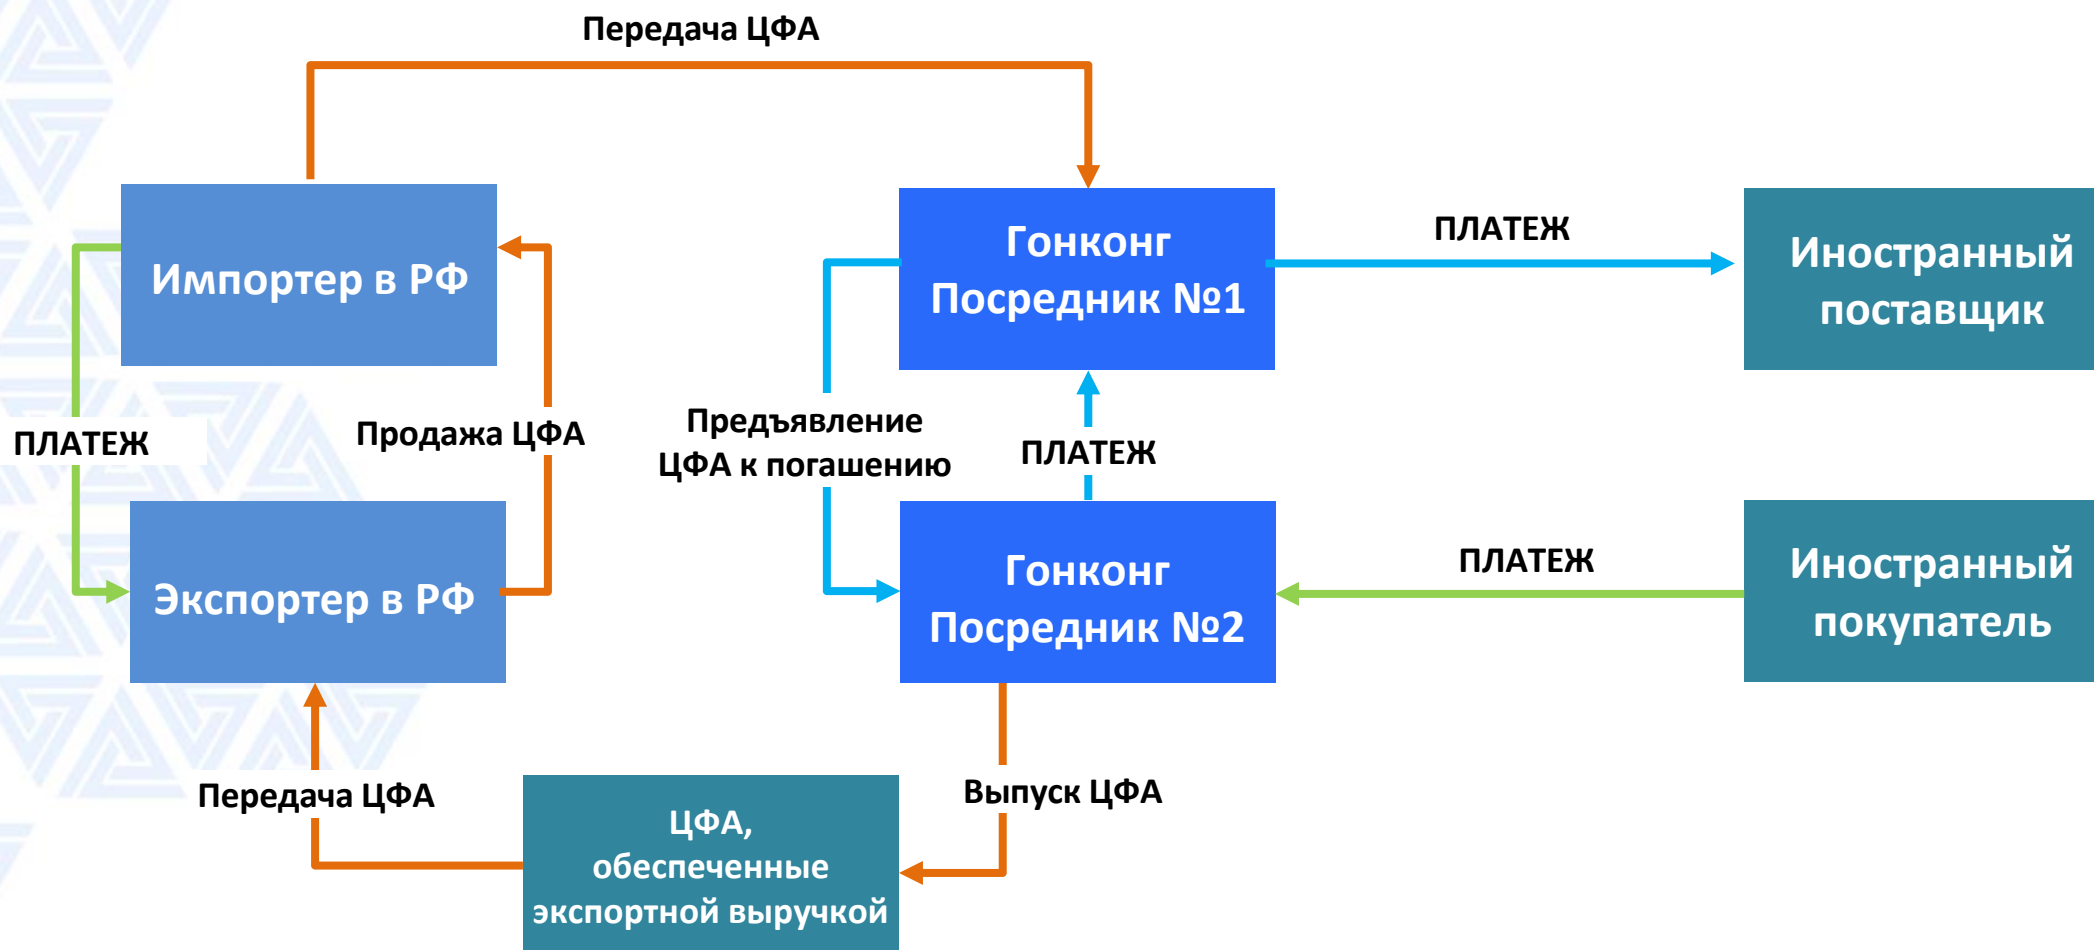 Передача ЦФА
Импортер в РФ
Гонконг
Посредник №1
ПЛАТЕЖ
Иностранный
поставщик
ПЛАТЕЖ
Продажа ЦФА
Предъявление
ЦФА к погашению
ПЛАТЕЖ
Экспортер в РФ
Гонконг
Посредник №2
ПЛАТЕЖ
Иностранный
покупатель
Передача ЦФА
ЦФА,
обеспеченные
экспортной выручкой
Выпуск ЦФА